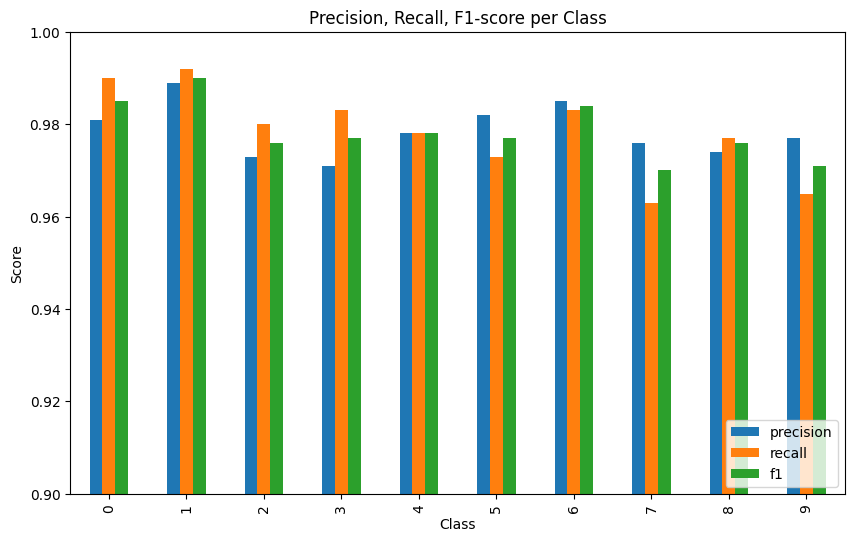 Precision, Recall, F1-score per Class
1.00
0.98
0.96
0.94
0.92
0.90
Score
0 1 2 3 4 5 6 7 8 9
Class
precision
recall
f1